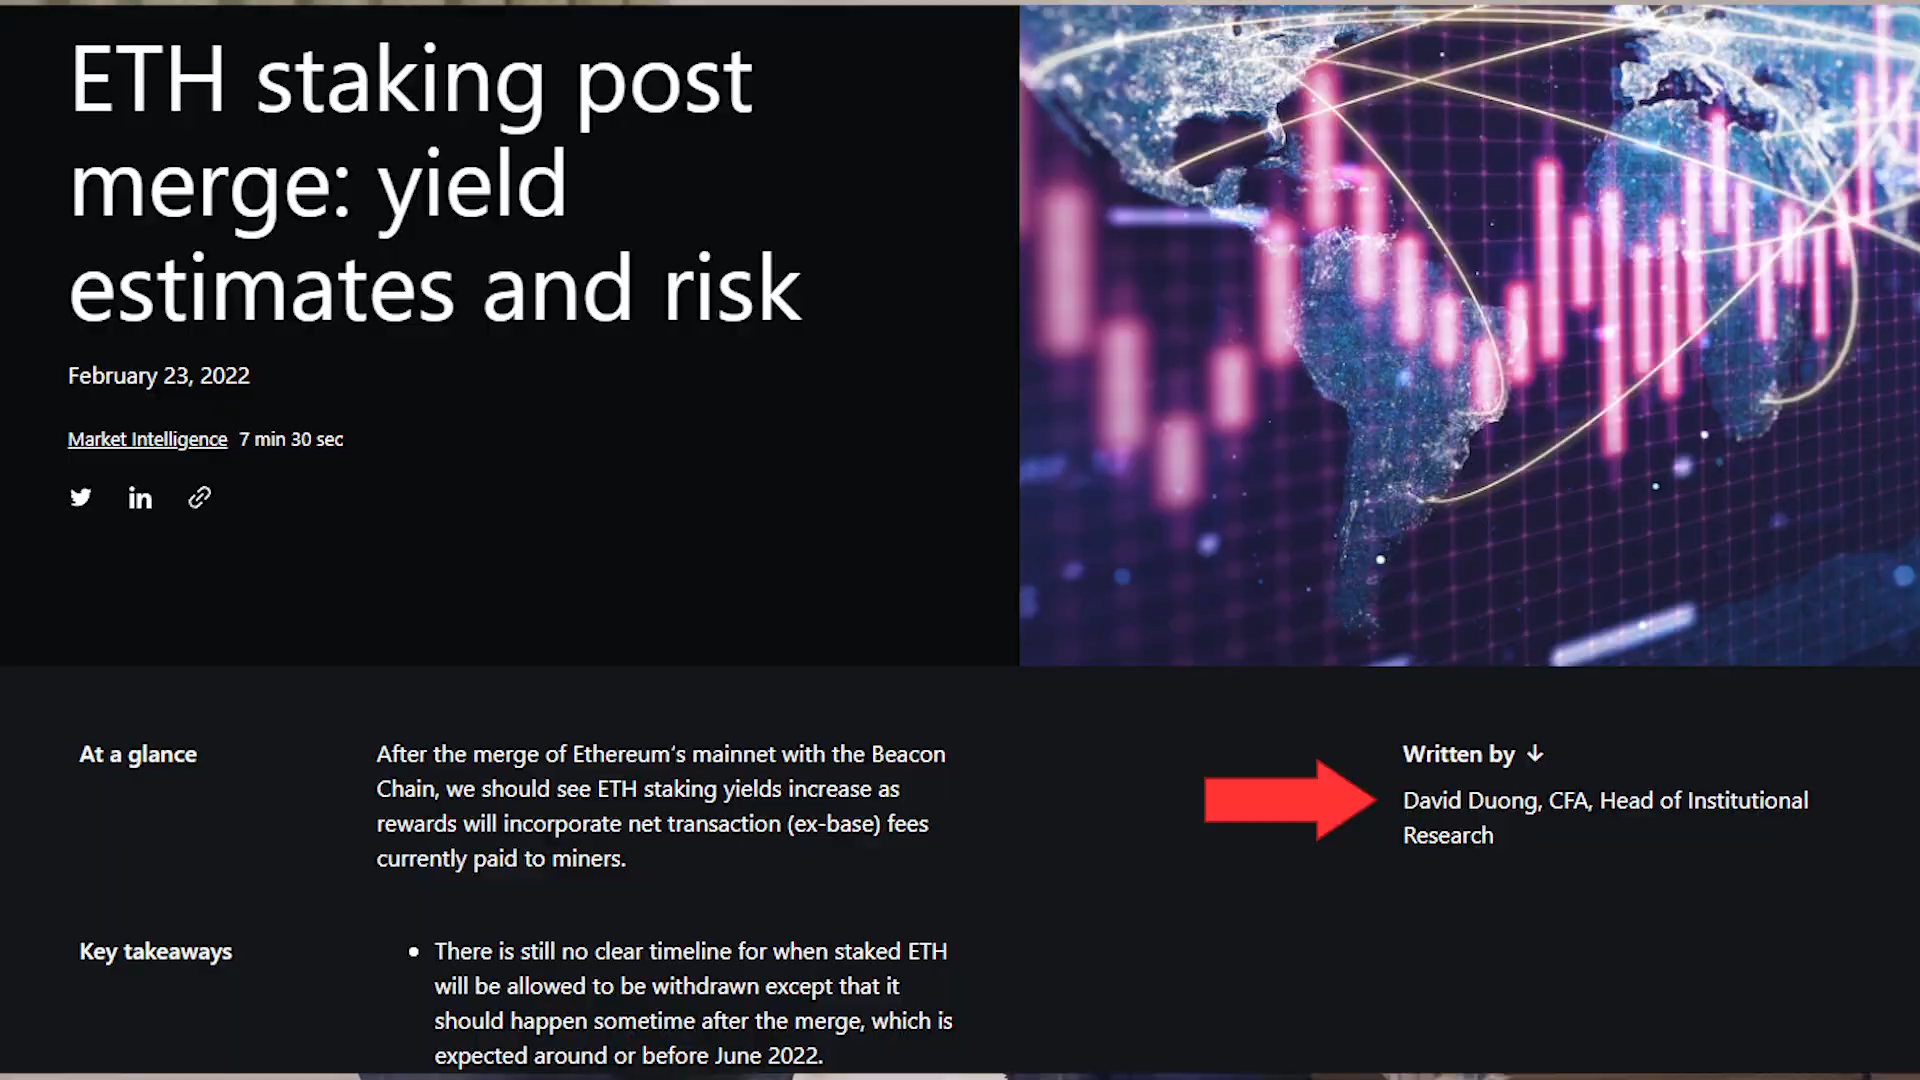 ETH staking post
merge: yield
estimates and risk
February 23, 2022
Market Intelligence 7 min 30 sec
in
At a glance
After the merge of Ethereum's mainnet with the Beacon
Chain, we should see ETH staking yields increase as
rewards will incorporate net transaction (ex-base) fees
currently paid to miners.
Written by ↓
David Duong, CFA, Head of Institutional
Research
Key takeaways
• There is still no clear timeline for when staked ETH
will be allowed to be withdrawn except that it
should happen sometime after the merge, which is
expected around or before June 2022.